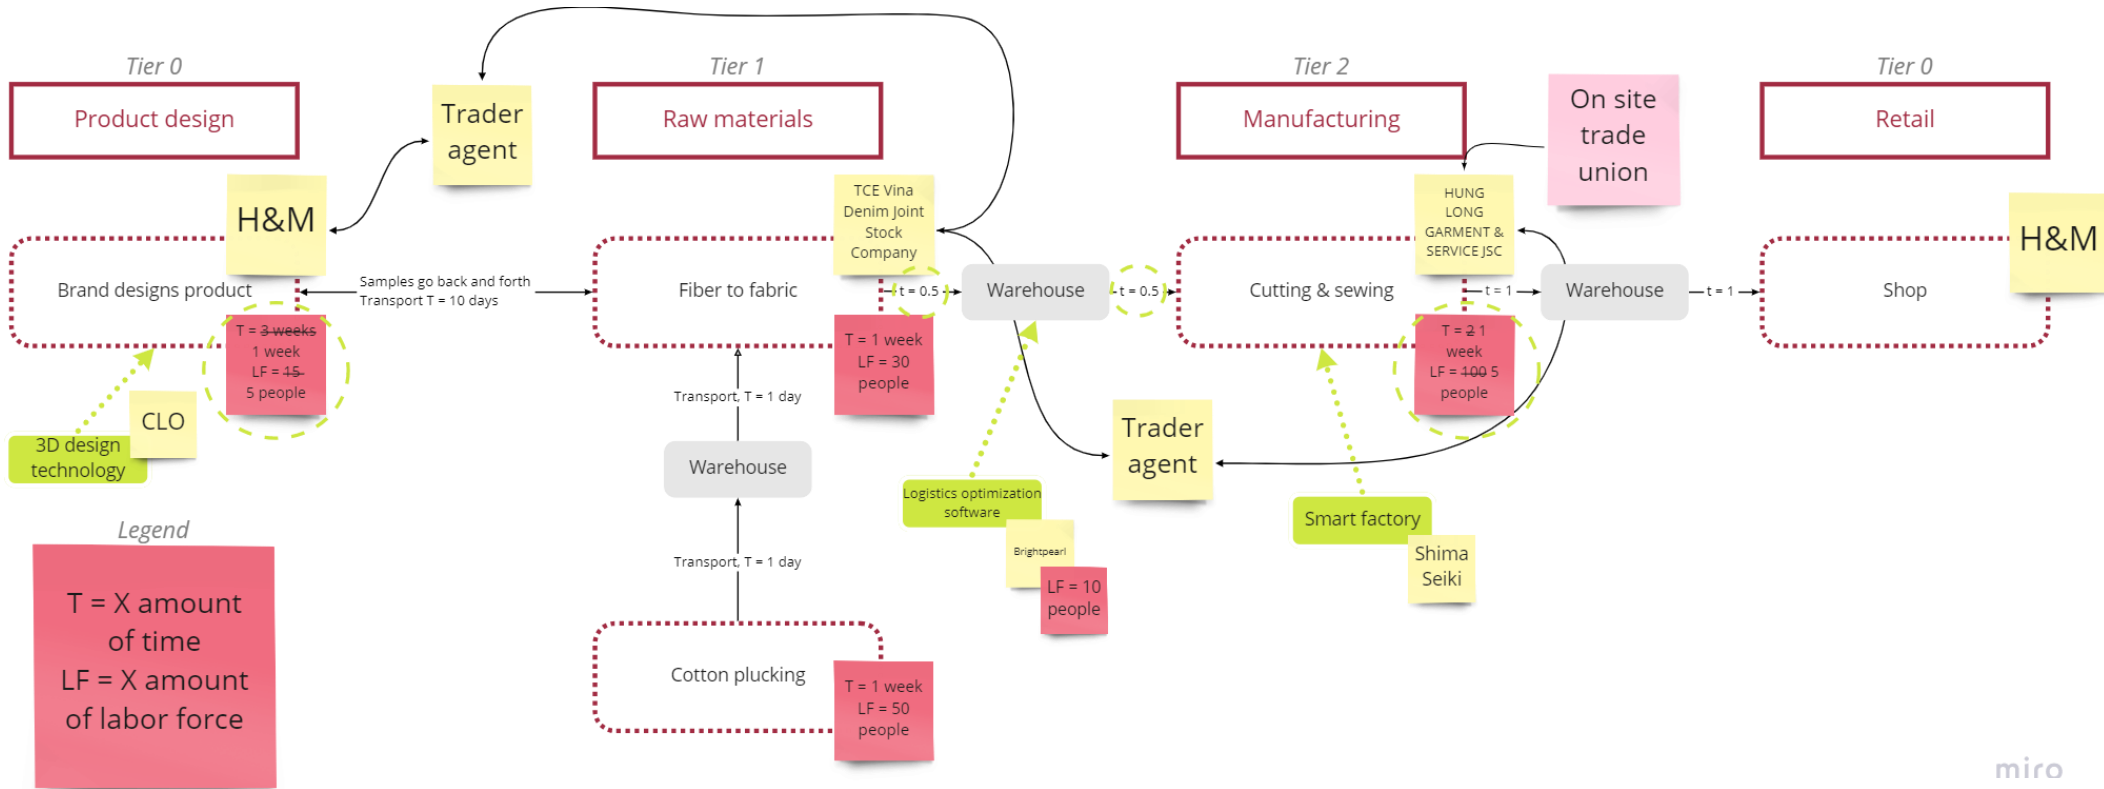 Tier 0
Tier 1
Tier 2
Tier 0
Product design
Trader
agent
Raw materials
Manufacturing
On site
trade
union
Retail
H&M
TCE Vina
Denim Joint
Stock
Company
HUNG
LONG
GARMENT &
SERVICE JSC
H&M
Brand designs product
Samples go back and forth
Transport T = 10 days
Fiber to fabric
t = 0.5
Warehouse
t = 0.5
Cutting & sewing
t = 1
Warehouse
t = 1
Shop
T = 3 weeks
1 week
LF = 15
5 people
T = 1 week
LF = 30
people
T = 2 1
week
LF = 100 5
people
CLO
3D design
technology
Transport, T = 1 day
Warehouse
Transport, T = 1 day
Trader
agent
Logistics optimization
software
Brightpearl
LF = 10
people
Smart factory
Shima
Seiki
Cotton plucking
T = 1 week
LF = 50
people
Legend
T = X amount
of time
LF = X amount
of labor force
miro